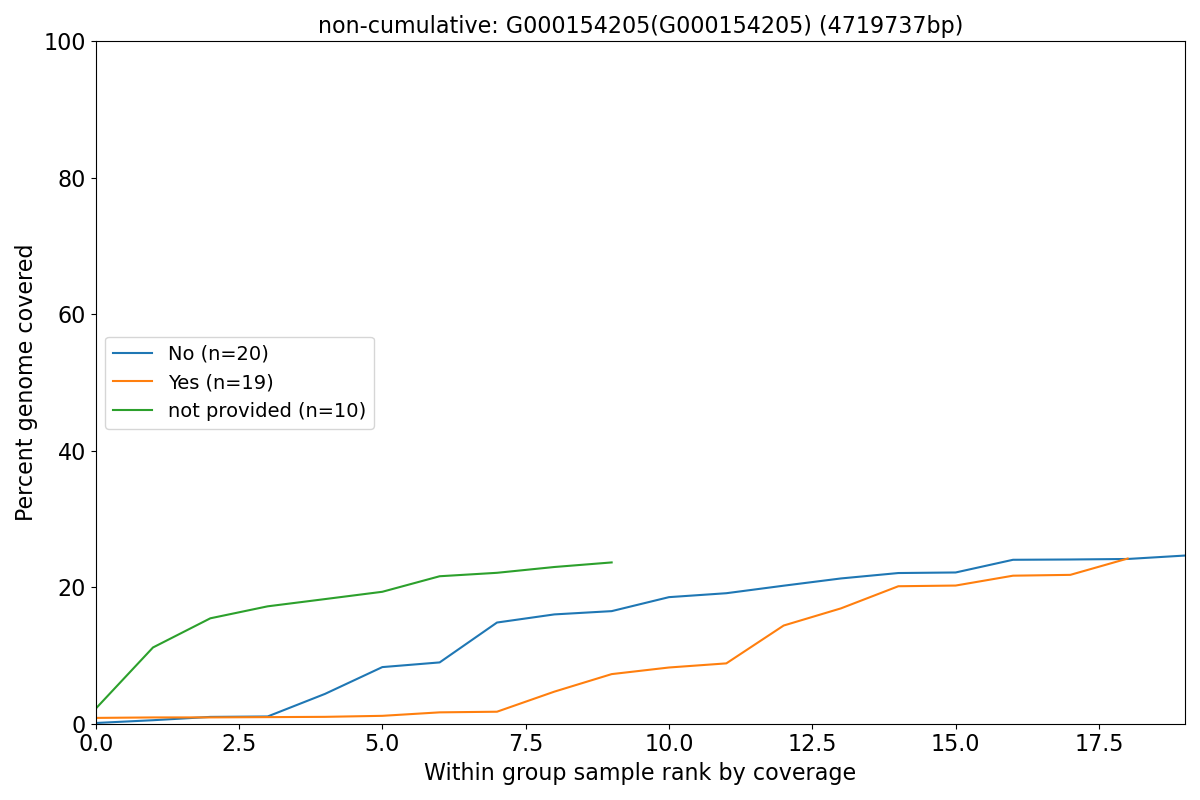 non-cumulative: G000154205(G000154205) (4719737bp)
100
80
60
40
20
0
Percent genome covered
No (n=20)
Yes (n=19)
not provided (n=10)
0.0 2.5 5.0 7.5 10.0 12.5 15.0 17.5
Within group sample rank by coverage